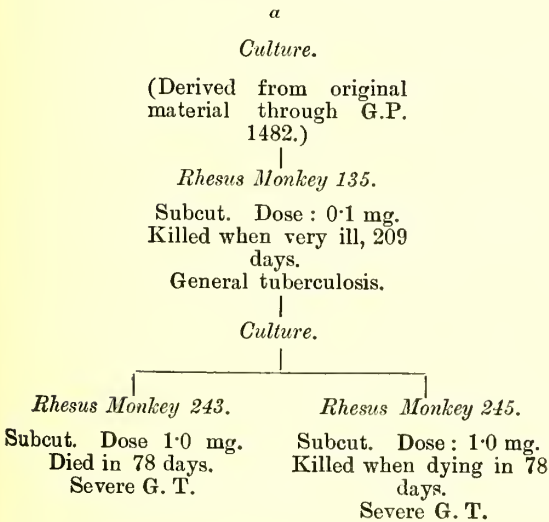 a
Culture.
(Derived from original
material through G.P.
1482.)
Rhesus Monkey 135.
Subcut. Dose : 0·1 mg.
Killed when very ill, 209
days.
General tuberculosis.
Culture.
Rhesus Monkey 243.
Subcut. Dose 1·0 mg.
Died in 78 days.
Severe G. T.
Rhesus Monkey 245.
Subcut. Dose : 1·0 mg.
Killed when dying in 78
days.
Severe G. T.